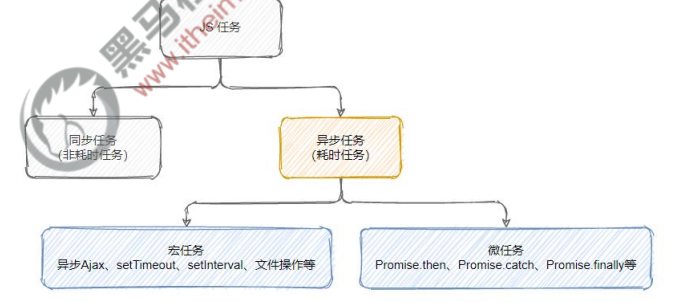 黑马
www.itheim
JS 任务
同步任务
(非耗时任务)
异步任务
(耗时任务)
宏任务
异步Ajax、setTimeout、setInterval、文件操作等
微任务
Promise.then、Promise.catch、Promise.finally等